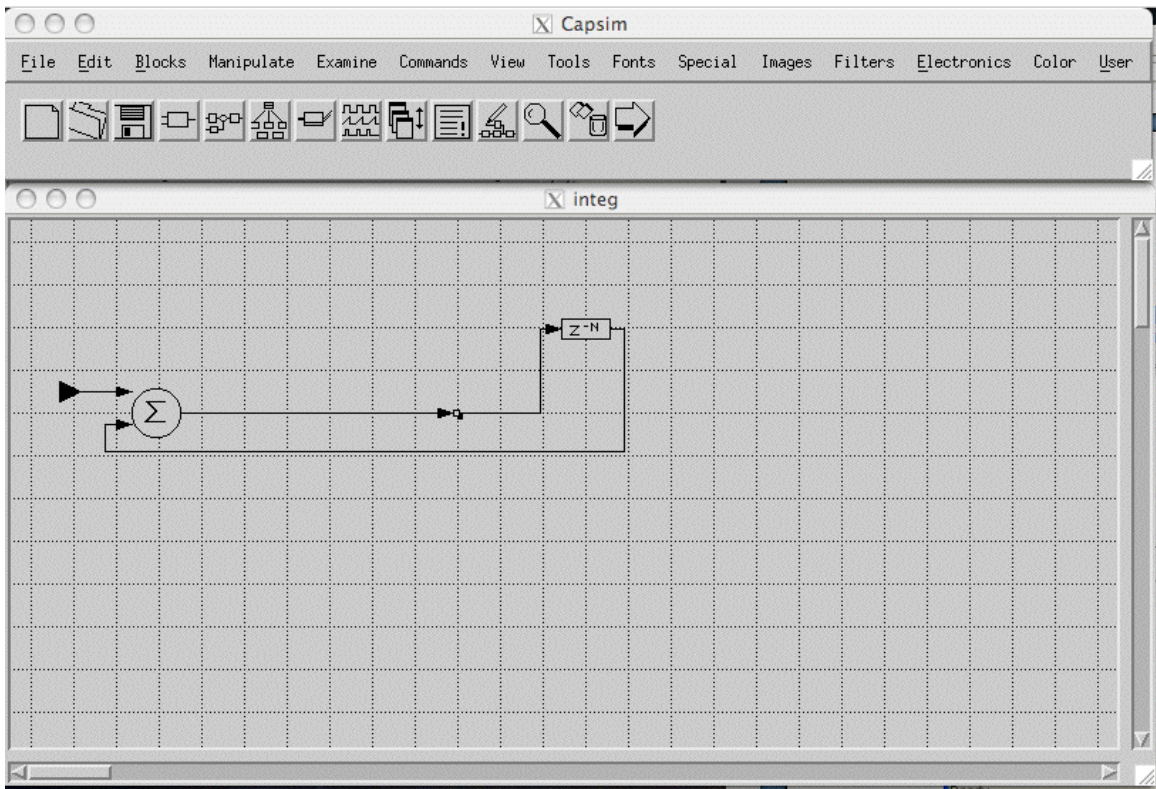 Capsim
File Edit Blocks Manipulate Examine Commands View Tools Fonts Special Images Filters Electronics Color User
integ
Z-N
Σ